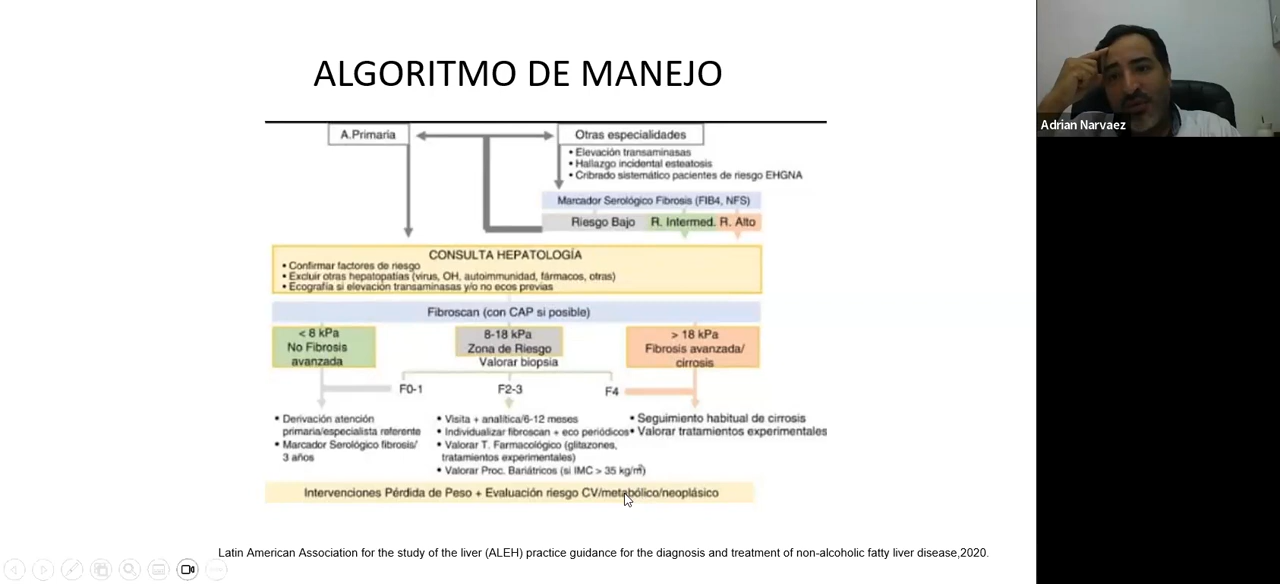 ALGORITMO DE MANEJO
Adrian Narvaez
A.Primaria
Otras especialidades
• Elevación transaminasas
• Hallazgo incidental esteatosis
• Cribrado sistemático pacientes de riesgo EHGNA
Marcador Serológico Fibrosis (FIB4, NFS)
Riesgo Bajo R. Intermed. R. Alto
CONSULTA HEPATOLOGÍA
• Confirmar factores de riesgo
• Excluir otras hepatopatías (virus, OH, autoimmunidad, fármacos, otras)
• Ecografía si elevación transaminasas y/o no ecos previas
Fibroscan (con CAP si posible)
< 8 kPa
No Fibrosis
avanzada
8-18 kPa
Zona de Riesgo
Valorar biopsia
> 18 kPa
Fibrosis avanzada/
cirrosis
F0-1 F2-3 F4
• Derivación atención
primaria/especialista referente
• Marcador Serológico fibrosis/
3 años
• Visita + analítica/6-12 meses
• Individualizar fibroscan + eco periódicos
• Valorar T. Farmacológico (glitazones,
tratamientos experimentales)
• Valorar Proc. Bariátricos (si IMC > 35 kg/m²)
• Seguimiento habitual de cirrosis
• Valorar tratamientos experimentales
Intervenciones Pérdida de Peso + Evaluación riesgo CV/metabólico/neoplásico
Latin American Association for the study of the liver (ALEH) practice guidance for the diagnosis and treatment of non-alcoholic fatty liver disease,2020.